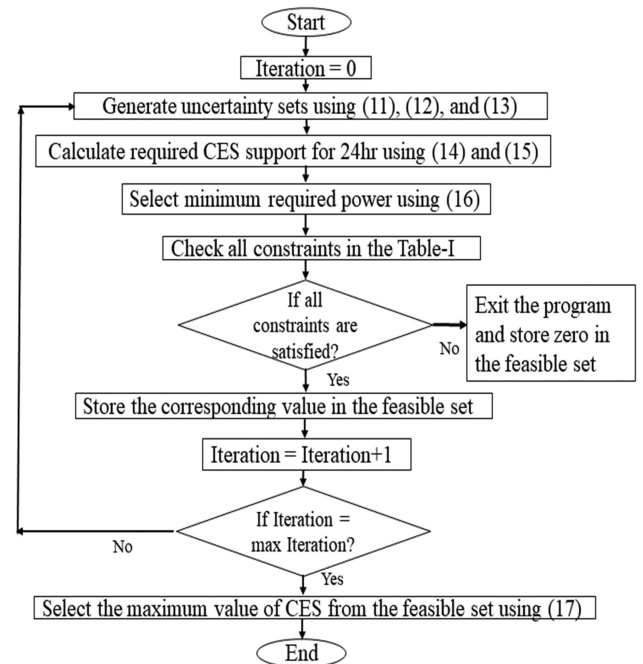 Start
Iteration = 0
Generate uncertainty sets using (11), (12), and (13)
Calculate required CES support for 24hr using (14) and (15)
Select minimum required power using (16)
Check all constraints in the Table-I
If all
constraints are
satisfied?
No
Exit the program
and store zero in
the feasible set
Yes
Store the corresponding value in the feasible set
Iteration = Iteration+1
If Iteration =
max Iteration?
No
Yes
Select the maximum value of CES from the feasible set using (17)
End